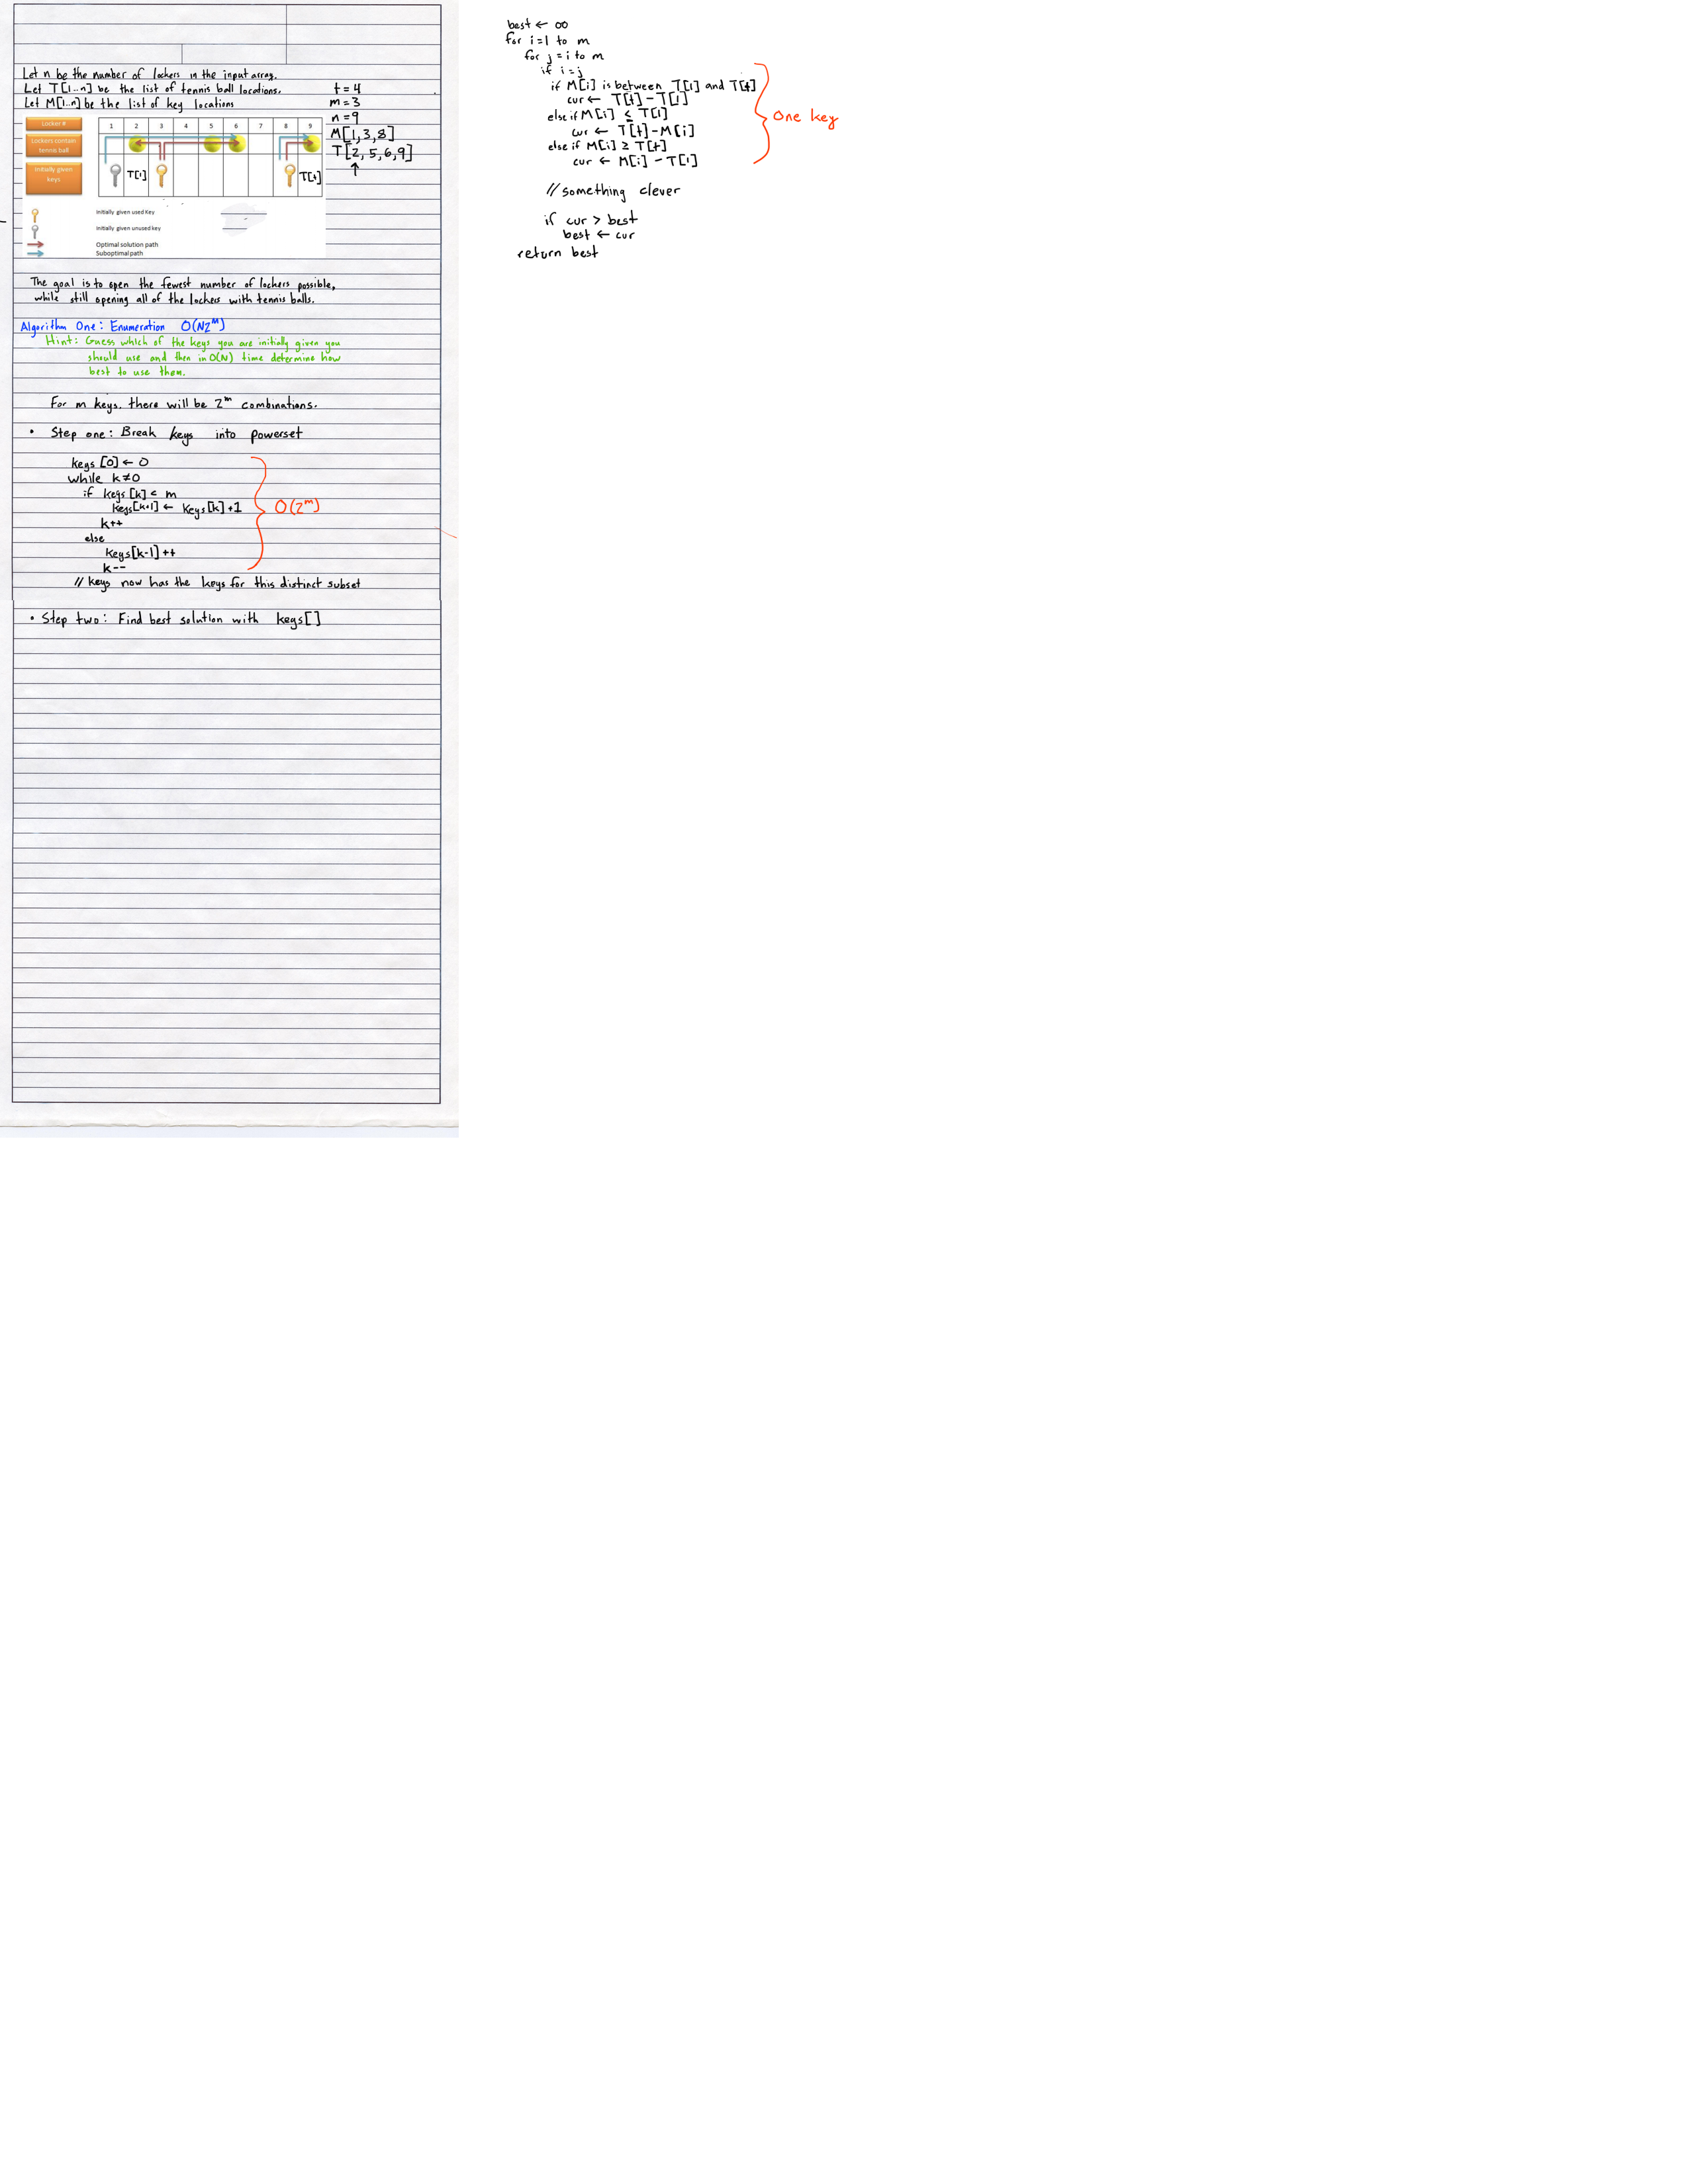 Let n be the number of lockers in the input array.
Let T[1...n] be the list of tennis ball locations.
Let M[1...n] be the list of key locations
t = 4
m = 3
n = 9
M[1,3,8]
T[2,5,6,9]
↑
Locker #
1 2 3 4 5 6 7 8 9
Lockers contain
tennis ball
Initially given
keys
T[1]
T[t]
Initially given used Key
Initially given unused key
Optimal solution path
Suboptimal path
The goal is to open the fewest number of lockers possible,
while still opening all of the lockers with tennis balls.
Algorithm One: Enumeration O(N2^m)
Hint: Guess which of the keys you are initially given you
should use and then in O(N) time determine how
best to use them.
For m keys, there will be 2^m combinations.
• Step one: Break keys into powerset
keys [0] ← 0
while k≠0
if keys[k] < m
keys[k+1] ← keys[k]+1
k++
else
keys[k-1]++
k--
O(2^m)
// keys now has the keys for this distinct subset
• Step two: Find best solution with keys[]
best ← ∞
for i=1 to m
for j=i to m
if i=j
if M[i] is between T[1] and T[t]
cur ← T[t]-T[1]
else if M[i] ≤ T[1]
cur ← T[t]-M[i]
else if M[i] ≥ T[t]
cur ← M[i]-T[1]
One key
// something clever
if cur > best
best ← cur
return best